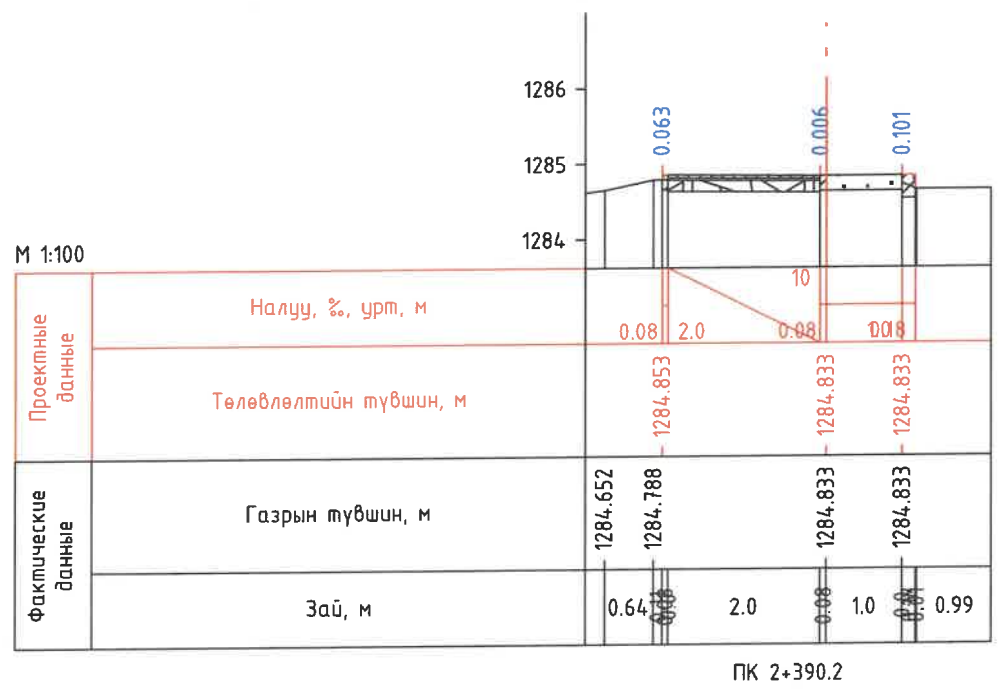 1286
1285
1284
0.063
0.006
0.101
М 1:100
Проектные
данные
Налуу, ‰, урт, м
0.08
2.0
10
0.08
Төлөвлөлтийн түвшин, м
1284.853
1284.833
1284.833
Фактические
данные
Газрын түвшин, м
1284.652
1284.788
1284.833
1284.833
Зай, м
0.64
2.0
0.08
1.0
0.99
ПК 2+390.2